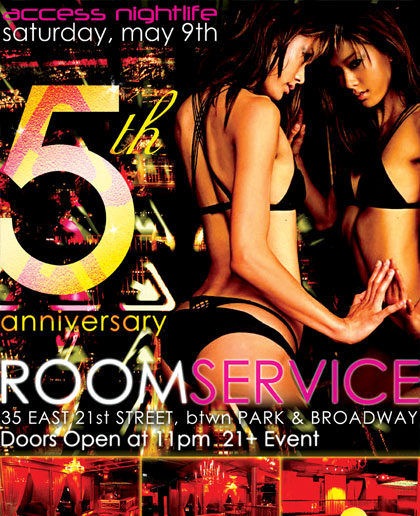 access nightlife
saturday, may 9th
5th
anniversary
ROOMSERVICE
35 EAST 21st STREET, btwn PARK & BROADWAY
Doors Open at 11pm .21+ Event